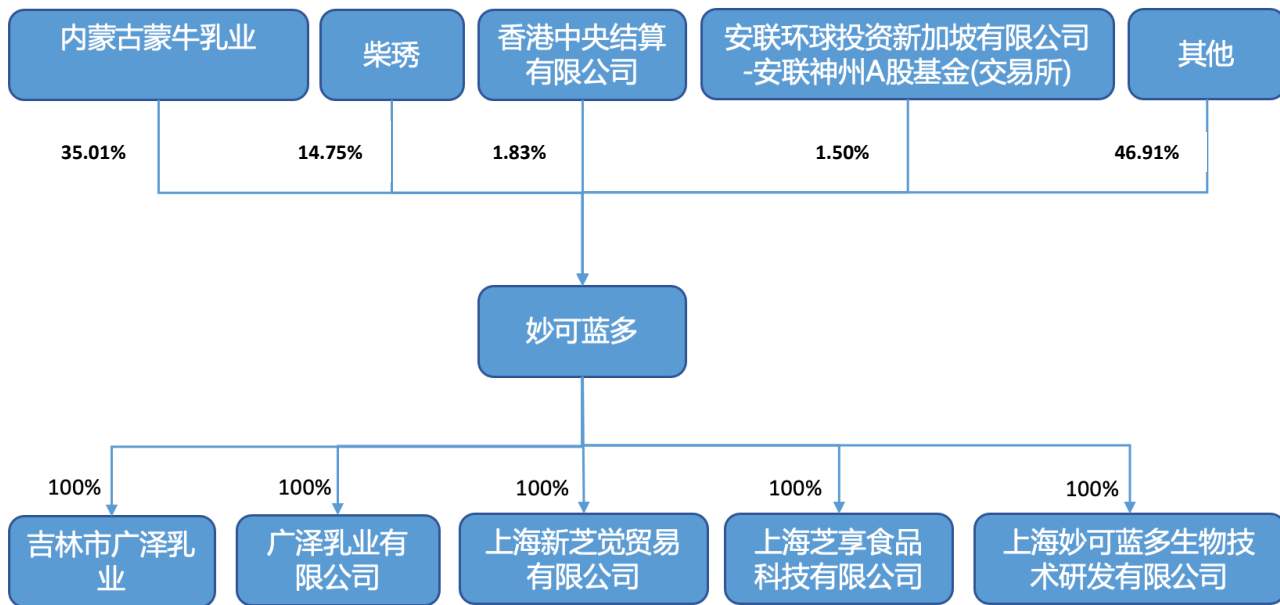 内蒙古蒙牛乳业
柴琇
香港中央结算
有限公司
安联环球投资新加坡有限公司
-安联神州A股基金(交易所)
其他
35.01%
14.75%
1.83%
1.50%
46.91%
妙可蓝多
100%
100%
100%
100%
100%
吉林市广泽乳
业
广泽乳业有
限公司
上海新芝觉贸易
有限公司
上海芝享食品
科技有限公司
上海妙可蓝多生物技
术研发有限公司